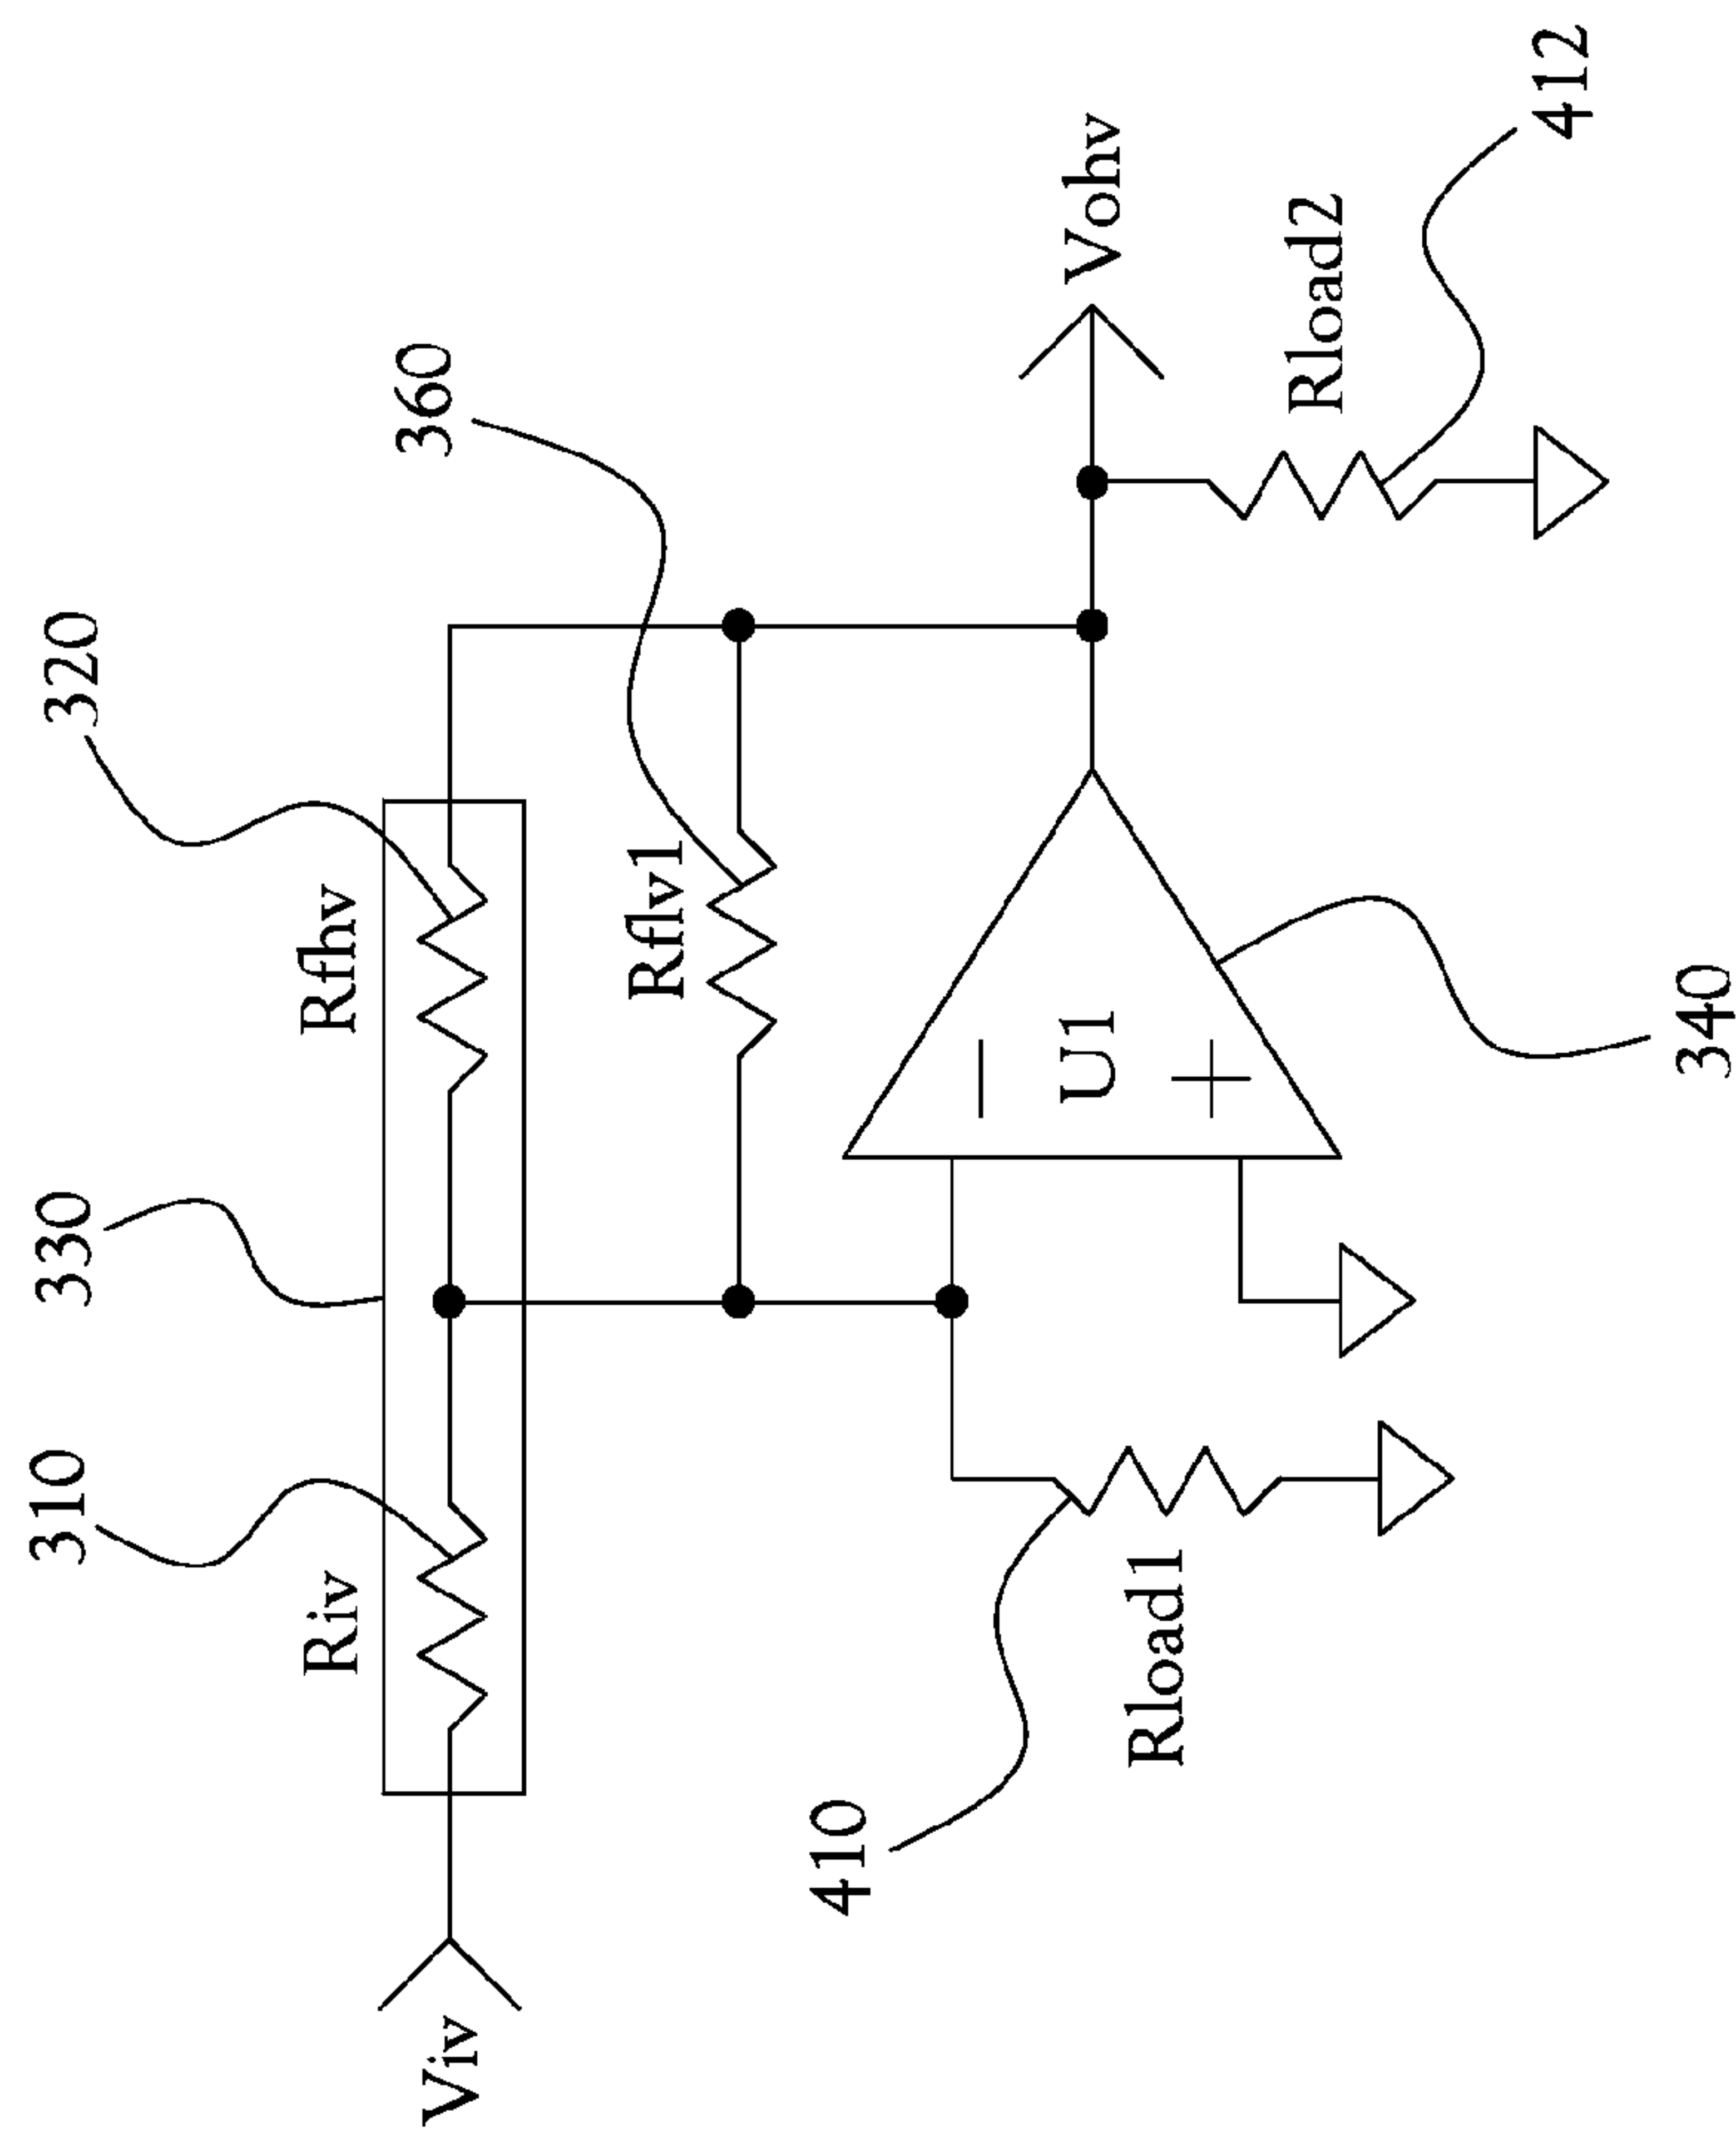 320
330
310
360
Rfhv
Riv
Rflv1
Viv
Vohv
U1
−
+
410
Rload1
Rload2
412
340